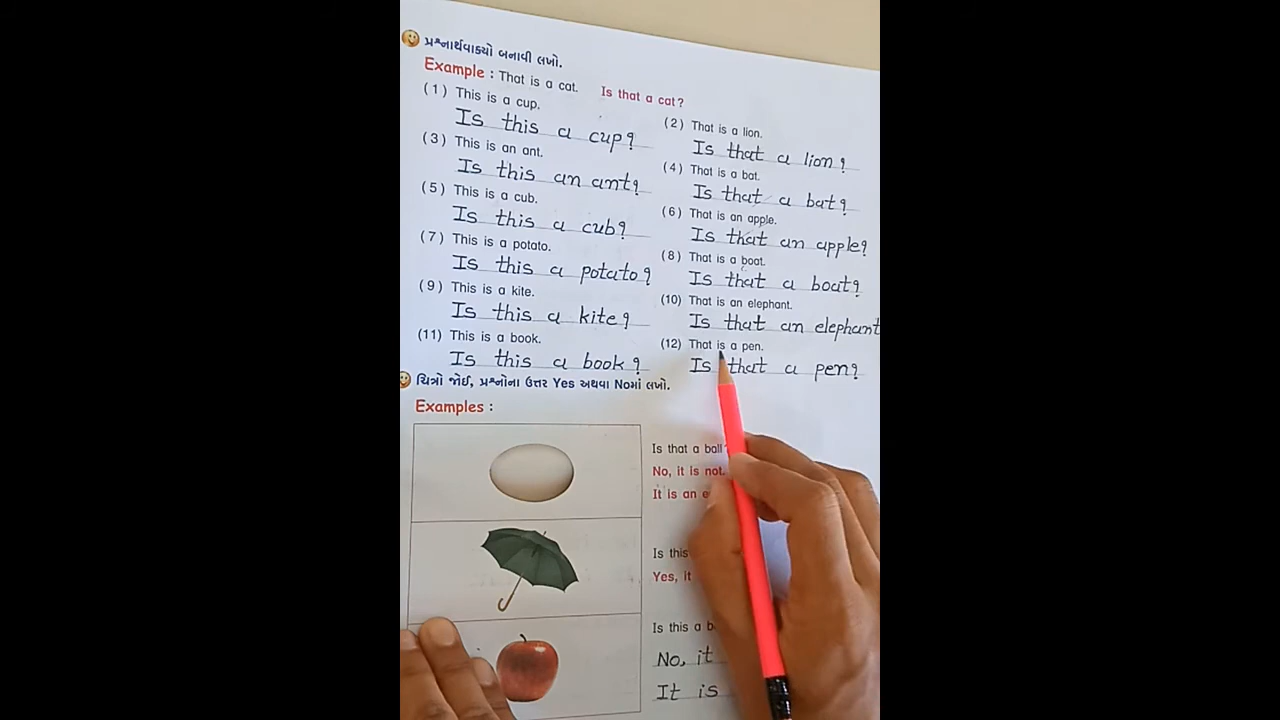 પ્રશ્નાર્થવાક્યો બનાવી લખો.
Example : That is a cat. Is that a cat?
(1) This is a cup.
Is this a cup?
(2) That is a lion.
Is that a lion?
(3) This is an ant.
Is this an ant?
(4) That is a bat.
Is that a bat?
(5) This is a cub.
Is this a cub?
(6) That is an apple.
Is that an apple?
(7) This is a potato.
Is this a potato?
(8) That is a boat.
Is that a boat?
(9) This is a kite.
Is this a kite?
(10) That is an elephant.
Is that an elephant
(11) This is a book.
Is this a book?
(12) That is a pen.
Is that a pen?
ચિત્રો જોઈ, પ્રશ્નોના ઉત્તર Yes અથવા Noમાં લખો.
Examples :
Is that a ball
No, it is not.
It is an
Is this
Yes, it
Is this a
No, it
It is